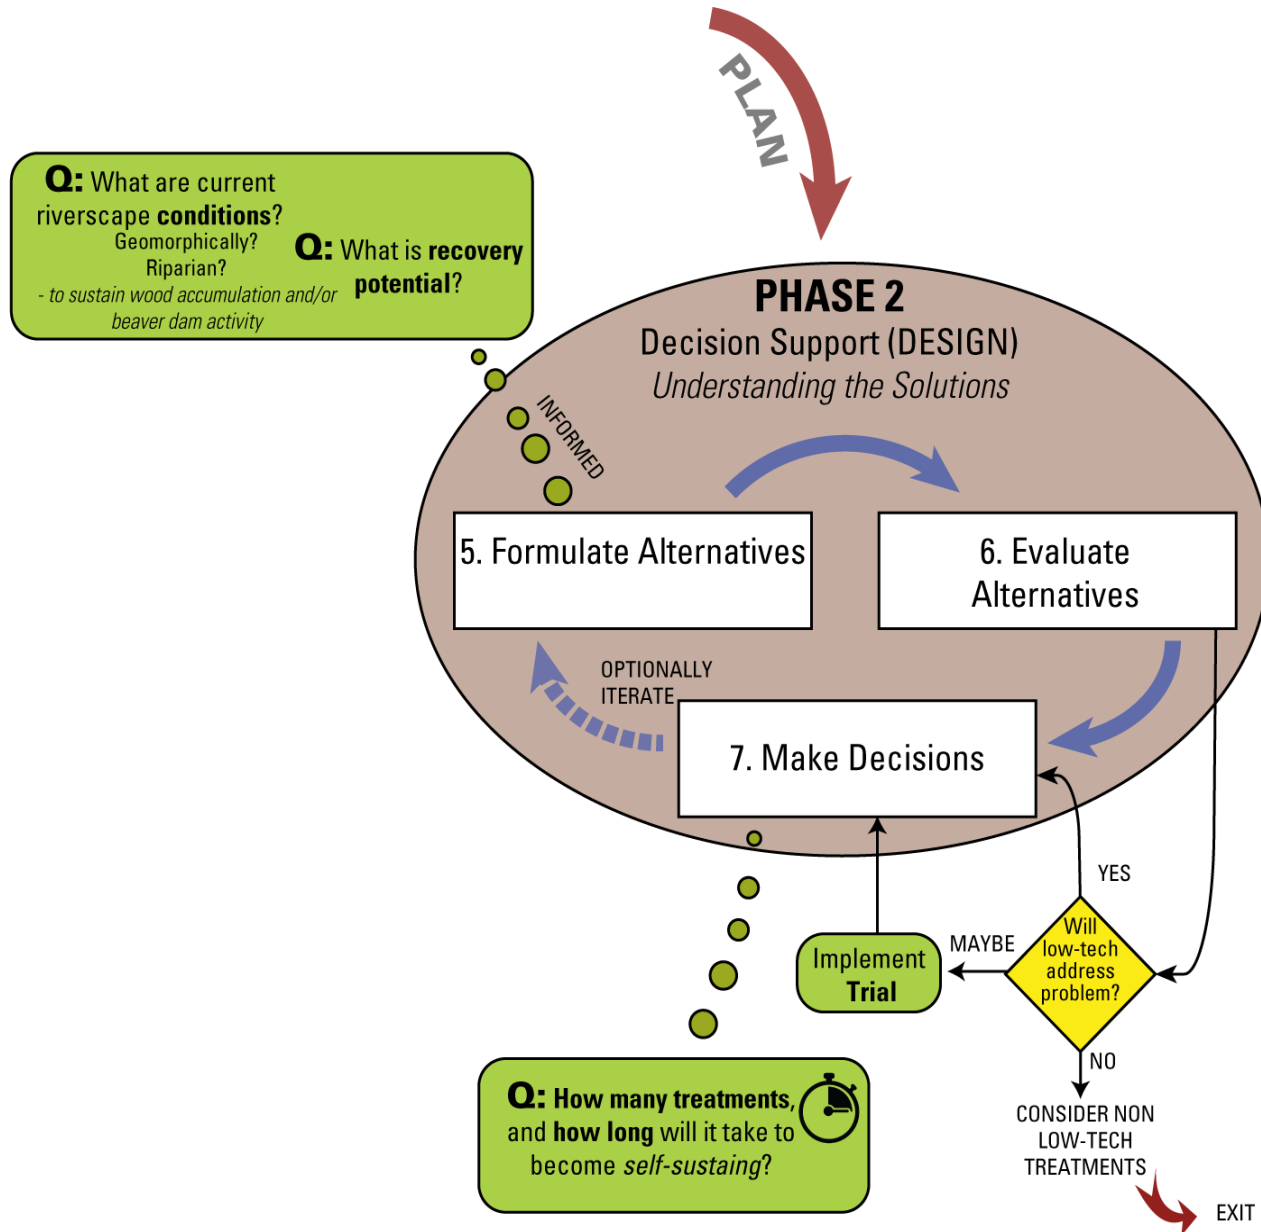 PLAN
Q: What are current
riverscape conditions?
Geomorphically?
Riparian?
- to sustain wood accumulation and/or
beaver dam activity
Q: What is recovery
potential?
PHASE 2
Decision Support (DESIGN)
Understanding the Solutions
INFORMED
5. Formulate Alternatives
6. Evaluate
Alternatives
OPTIONALLY
ITERATE
7. Make Decisions
YES
Will
low-tech
address
problem?
MAYBE
Implement
Trial
NO
CONSIDER NON
LOW-TECH
TREATMENTS
EXIT
Q: How many treatments,
and how long will it take to
become self-sustaing?